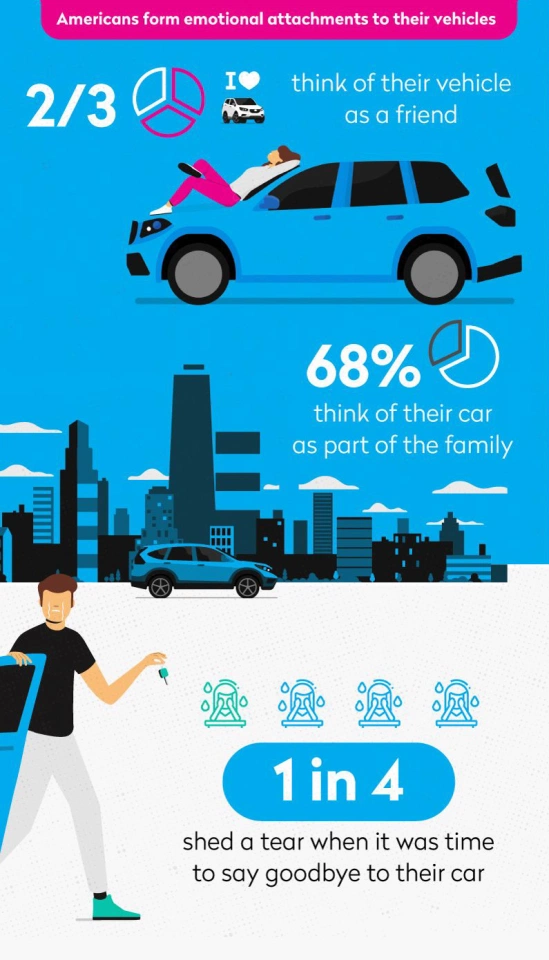 Americans form emotional attachments to their vehicles
2/3
I
think of their vehicle
as a friend
68%
think of their car
as part of the family
1 in 4
shed a tear when it was time
to say goodbye to their car